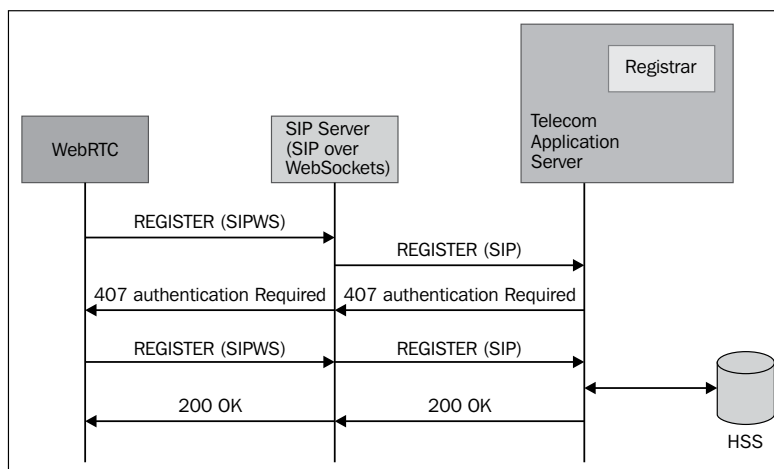 Registrar
WebRTC
SIP Server
(SIP over
WebSockets)
Telecom
Application
Server
REGISTER (SIPWS)
REGISTER (SIP)
407 authentication Required
407 authentication Required
REGISTER (SIPWS)
REGISTER (SIP)
200 OK
200 OK
HSS